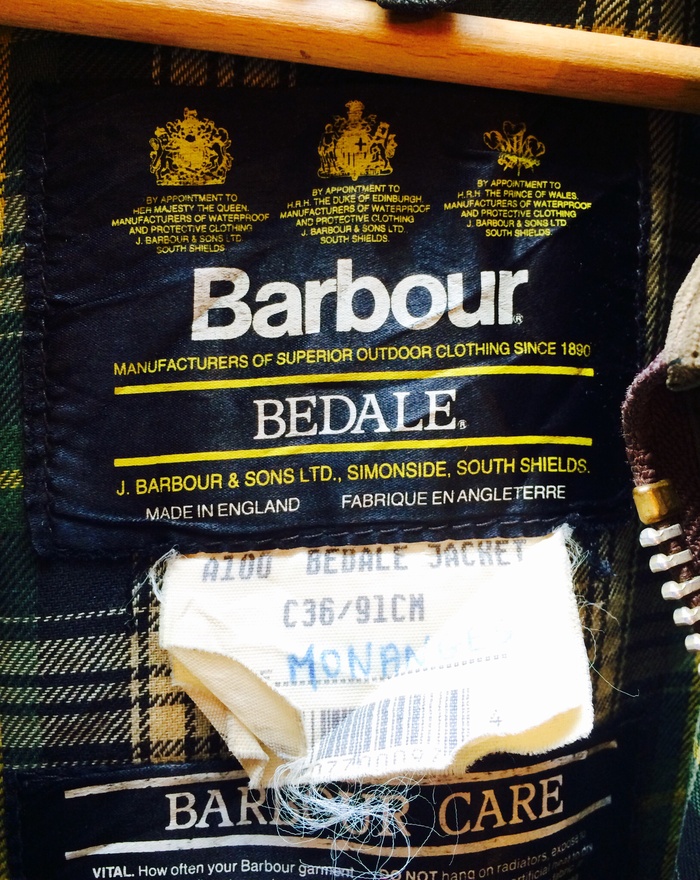 BY APPOINTMENT TO
HER MAJESTY THE QUEEN.
MANUFACTURERS OF WATERPROOF
AND PROTECTIVE CLOTHING
J. BARBOUR & SONS LTD
SOUTH SHIELDS.
BY APPOINTMENT TO
H.R.H. THE DUKE OF EDINBURGH
MANUFACTURERS OF WATERPROOF
AND PROTECTIVE CLOTHING
J. BARBOUR & SONS LTD.
SOUTH SHIELDS.
BY APPOINTMENT TO
H.R.H. THE PRINCE OF WALES.
MANUFACTURERS OF WATERPROOF
AND PROTECTIVE CLOTHING
J. BARBOUR & SONS LTD.
SOUTH SHIELDS.
Barbour®
MANUFACTURERS OF SUPERIOR OUTDOOR CLOTHING SINCE 1890
BEDALE®
J. BARBOUR & SONS LTD., SIMONSIDE, SOUTH SHIELDS.
MADE IN ENGLAND FABRIQUE EN ANGLETERRE
A100 BEDALE JACKET
C36/91CM
4
BARBOUR CARE
VITAL. How often your Barbour garment
DO NOT hang on radiators,